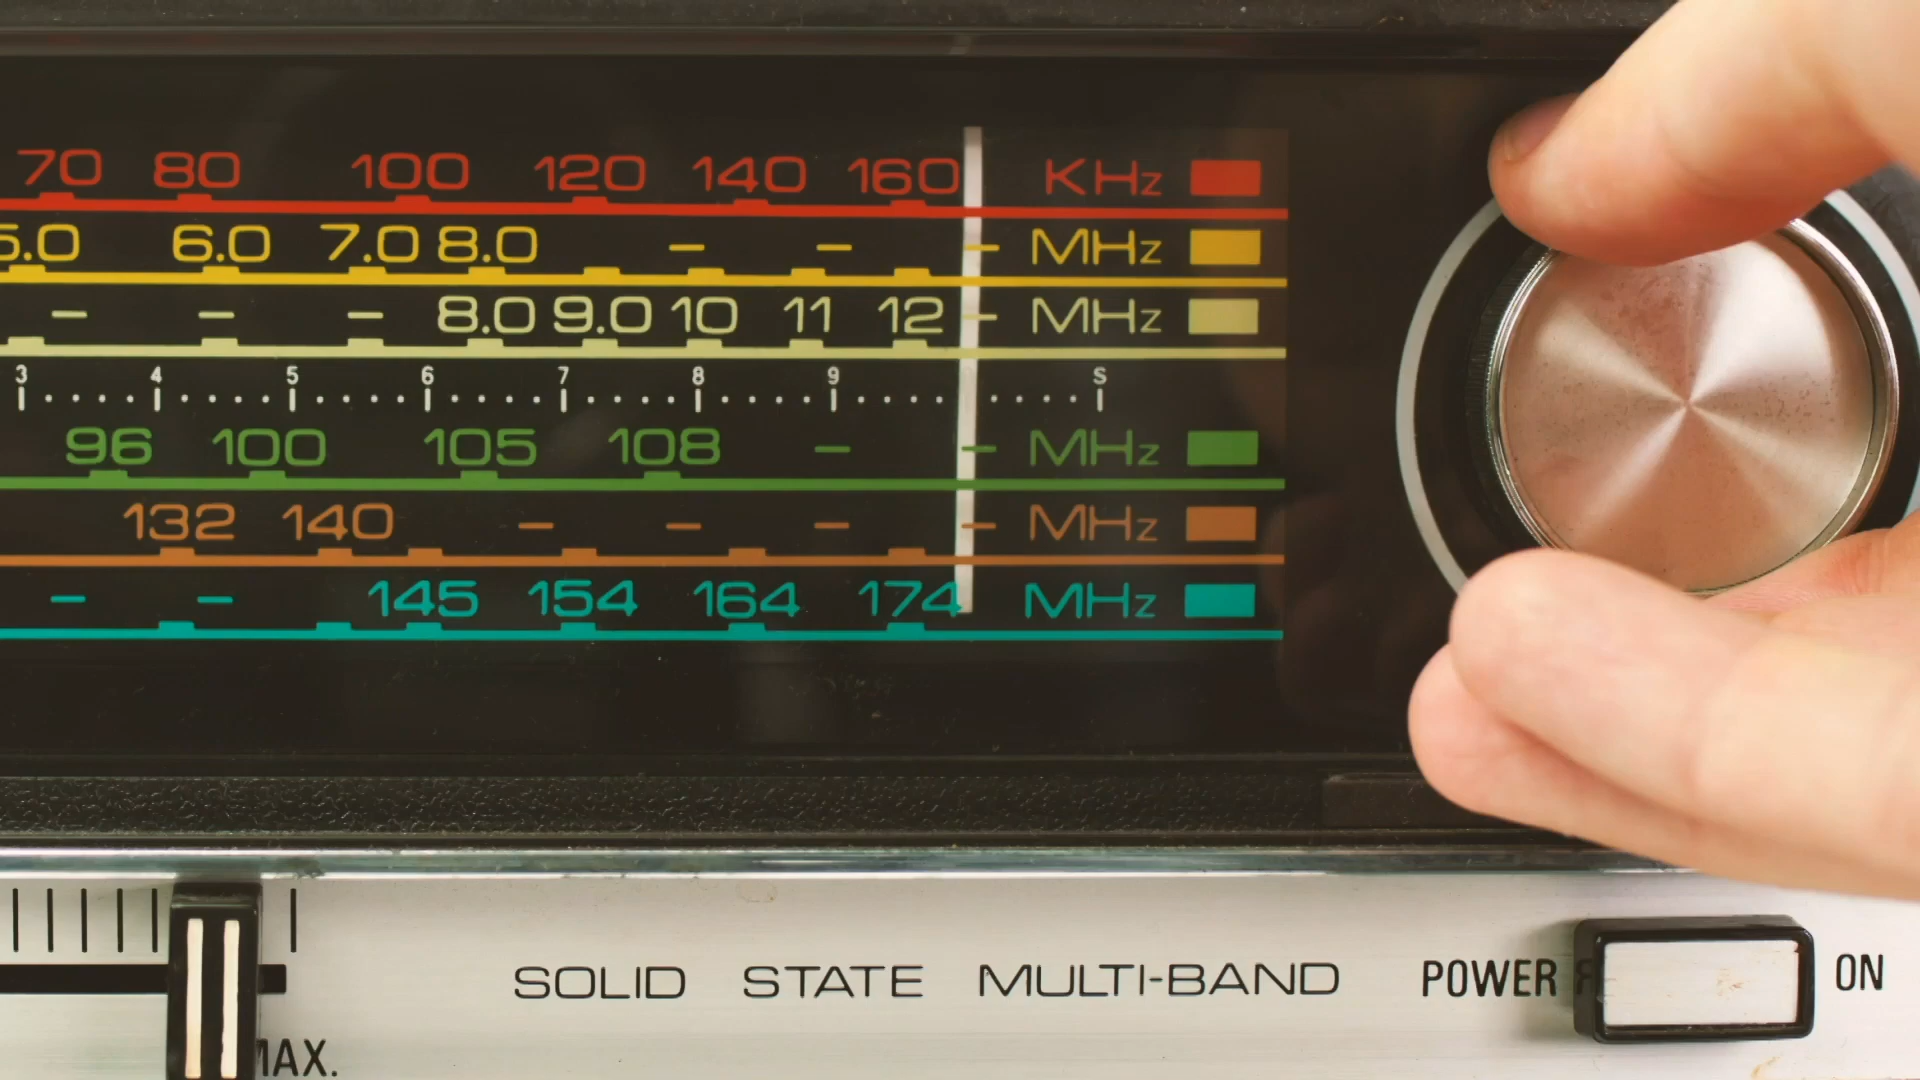 70 80 100 120 140 160 KHz
5.0 6.0 7.0 8.0 – – – MHz
– – – 8.0 9.0 10 11 12 – MHz
3 4 5 6 7 8 9 S
96 100 105 108 – – MHz
132 140 – – – – MHz
– – 145 154 164 174 MHz
SOLID STATE MULTI-BAND POWER ON
MAX.